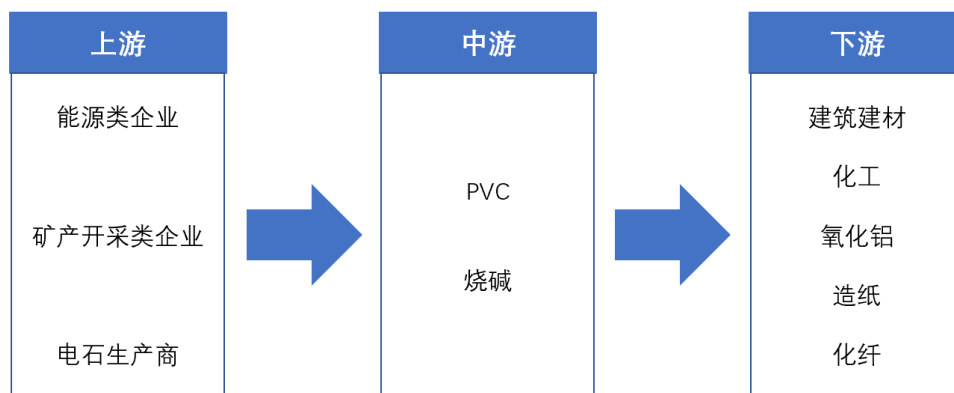 上游
能源类企业
矿产开采类企业
电石生产商
中游
PVC
烧碱
下游
建筑建材
化工
氧化铝
造纸
化纤